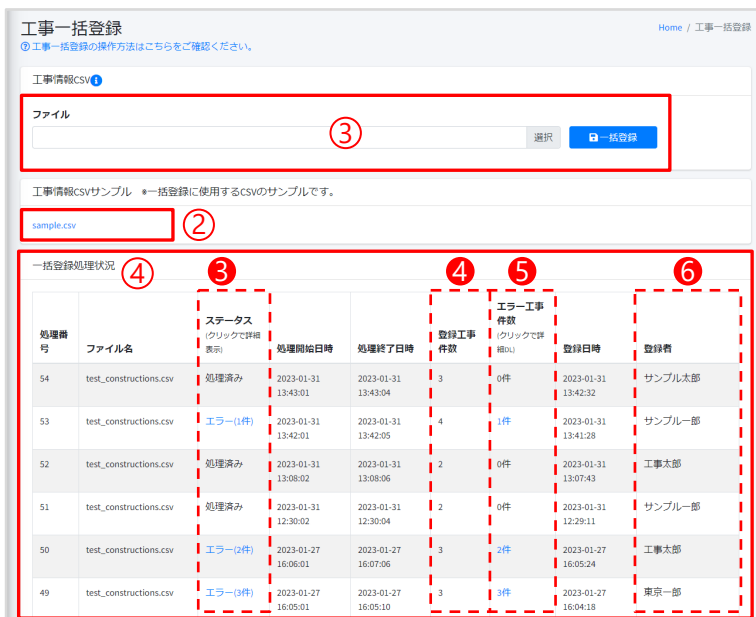 工事一括登録
Home / 工事一括登録
?工事一括登録の操作方法はこちらをご確認ください。
工事情報CSV i
ファイル
③
選択 一括登録
工事情報CSVサンプル ※一括登録に使用するCSVのサンプルです。
sample.csv ②
一括登録処理状況 ④ ❸ ❹ ❺ ❻
処理番号 ファイル名 ステータス (クリックで詳細表示) 処理開始日時 処理終了日時 登録工事件数 エラー工事件数 (クリックで詳細DL) 登録日時 登録者
54 test_constructions.csv 処理済み 2023-01-31 13:43:01 2023-01-31 13:43:04 3 0件 2023-01-31 13:42:32 サンプル太郎
53 test_constructions.csv エラー(1件) 2023-01-31 13:42:01 2023-01-31 13:42:05 4 1件 2023-01-31 13:41:28 サンプル一郎
52 test_constructions.csv 処理済み 2023-01-31 13:08:02 2023-01-31 13:08:06 2 0件 2023-01-31 13:07:43 工事太郎
51 test_constructions.csv 処理済み 2023-01-31 12:30:02 2023-01-31 12:30:04 2 0件 2023-01-31 12:29:11 サンプル一郎
50 test_constructions.csv エラー(2件) 2023-01-27 16:06:01 2023-01-27 16:07:06 3 2件 2023-01-27 16:05:24 工事太郎
49 test_constructions.csv エラー(3件) 2023-01-27 16:05:01 2023-01-27 16:05:10 3 3件 2023-01-27 16:04:18 東京一郎